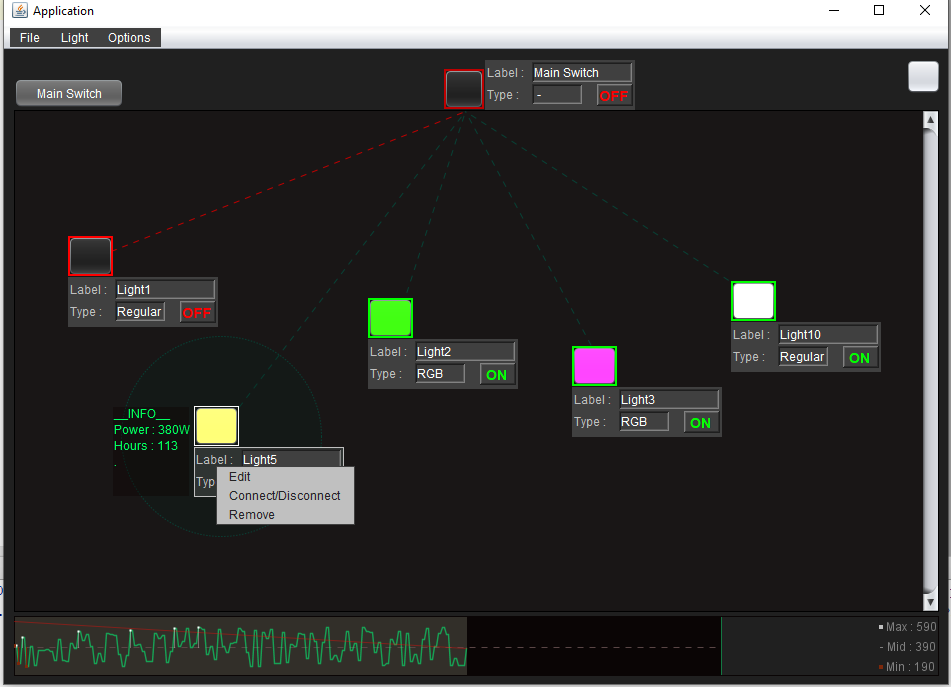 Application
File Light Options
Main Switch
Label : Main Switch
Type : - OFF
Label : Light1
Type : Regular OFF
Label : Light2
Type : RGB ON
Label : Light3
Type : RGB ON
Label : Light10
Type : Regular ON
__INFO__
Power : 380W
Hours : 113
.
Label : Light5
Typ
Edit
Connect/Disconnect
Remove
Max : 590
- Mid : 390
Min : 190